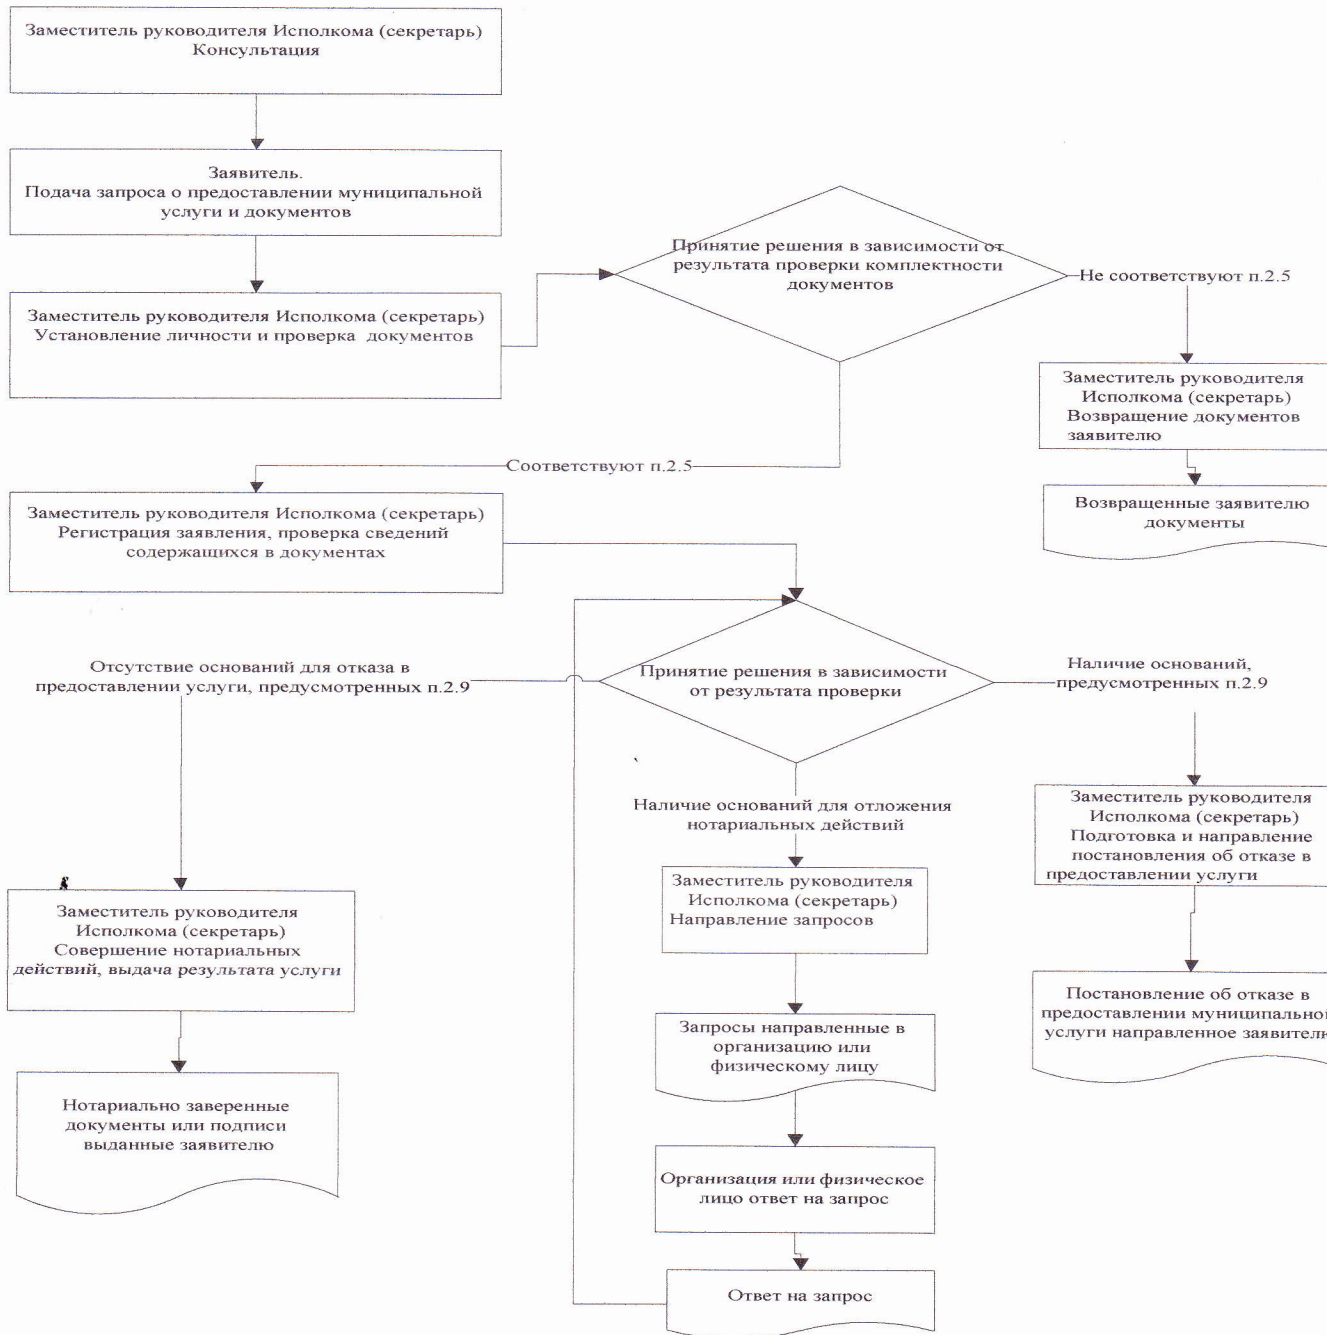 Заместитель руководителя Исполкома (секретарь)
Консультация
Заявитель.
Подача запроса о предоставлении муниципальной
услуги и документов
Заместитель руководителя Исполкома (секретарь)
Установление личности и проверка документов
Принятие решения в зависимости от
результата проверки комплектности
документов
Не соответствуют п.2.5
Заместитель руководителя
Исполкома (секретарь)
Возвращение документов
заявителю
Возвращенные заявителю
документы
Соответствуют п.2.5
Заместитель руководителя Исполкома (секретарь)
Регистрация заявления, проверка сведений
содержащихся в документах
Отсутствие оснований для отказа в
предоставлении услуги, предусмотренных п.2.9
Принятие решения в зависимости
от результата проверки
Наличие оснований,
предусмотренных п.2.9
Наличие оснований для отложения
нотариальных действий
Заместитель руководителя
Исполкома (секретарь)
Подготовка и направление
постановления об отказе в
предоставлении услуги
Заместитель руководителя
Исполкома (секретарь)
Направление запросов
Заместитель руководителя
Исполкома (секретарь)
Совершение нотариальных
действий, выдача результата услуги
Постановление об отказе в
предоставлении муниципально
услуги направленное заявителю
Запросы направленные в
организацию или
физическому лицу
Нотариально заверенные
документы или подписи
выданные заявителю
Организация или физическое
лицо ответ на запрос
Ответ на запрос